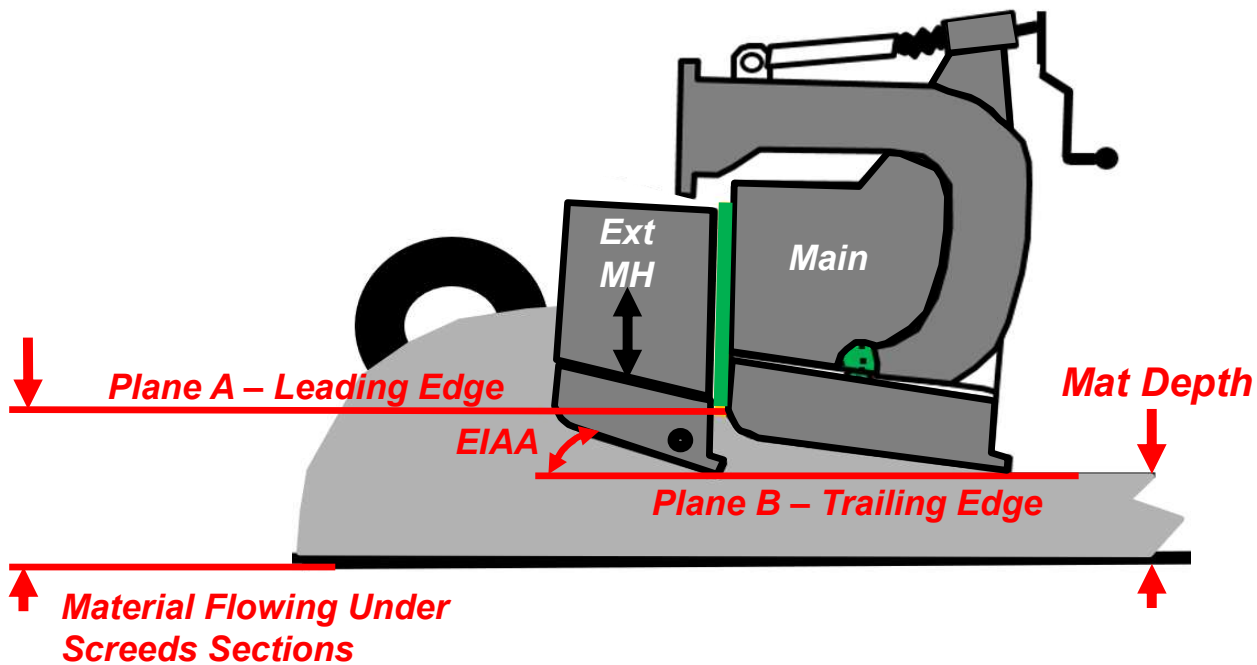 Ext
MH
Main
Plane A – Leading Edge
Mat Depth
EIAA
Plane B – Trailing Edge
Material Flowing Under
Screeds Sections